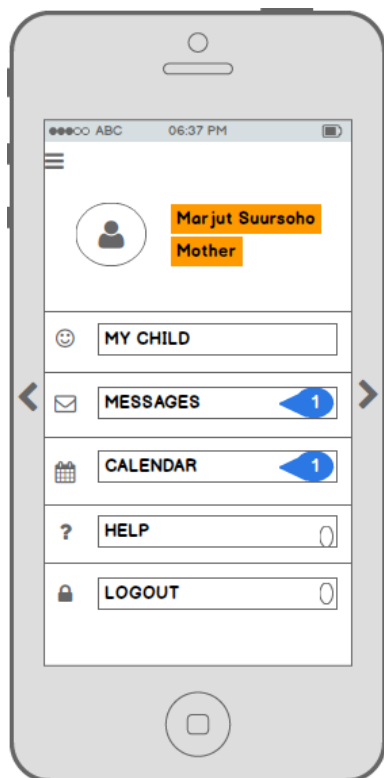 ABC 06:37 PM
Marjut Suursoho
Mother
MY CHILD
MESSAGES 1
CALENDAR 1
? HELP
LOGOUT